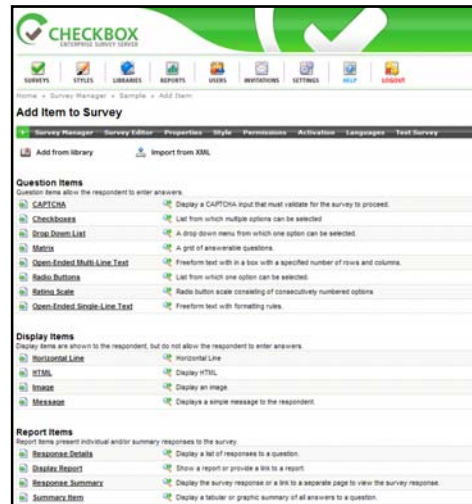 CHECKBOX
ENTERPRISE SURVEY SERVER
SURVEYS STYLES LIBRARIES REPORTS USERS INVITATIONS SETTINGS HELP LOGOUT
Home » Survey Manager » Sample » Add Item
Add Item to Survey
Survey Manager Survey Editor Properties Style Permissions Activation Languages Test Survey
Add from library Import from XML
Question Items
Question items allow the respondent to enter answers.
CAPTCHA Display a CAPTCHA input that must validate for the survey to proceed.
Checkboxes List from which multiple options can be selected
Drop Down List A drop down menu from which one option can be selected.
Matrix A grid of answerable questions.
Open-Ended Multi-Line Text Freeform text with in a box with a specified number of rows and columns.
Radio Buttons List from which one option can be selected.
Rating Scale Radio button scale consisting of consecutively numbered options
Open-Ended Single-Line Text Freeform text with formatting rules.
Display Items
Display items are shown to the respondent, but do not allow the respondent to enter answers.
Horizontal Line Horizontal Line
HTML Display HTML
Image Display an image.
Message Displays a simple message to the respondent.
Report Items
Report items present individual and/or summary responses to the survey.
Response Details Display a list of responses to a question.
Display Report Show a report or provide a link to a report.
Response Summary Display the survey response or a link to a separate page to view the survey response.
Summary Item Display a tabular or graphic summary of all answers to a question.